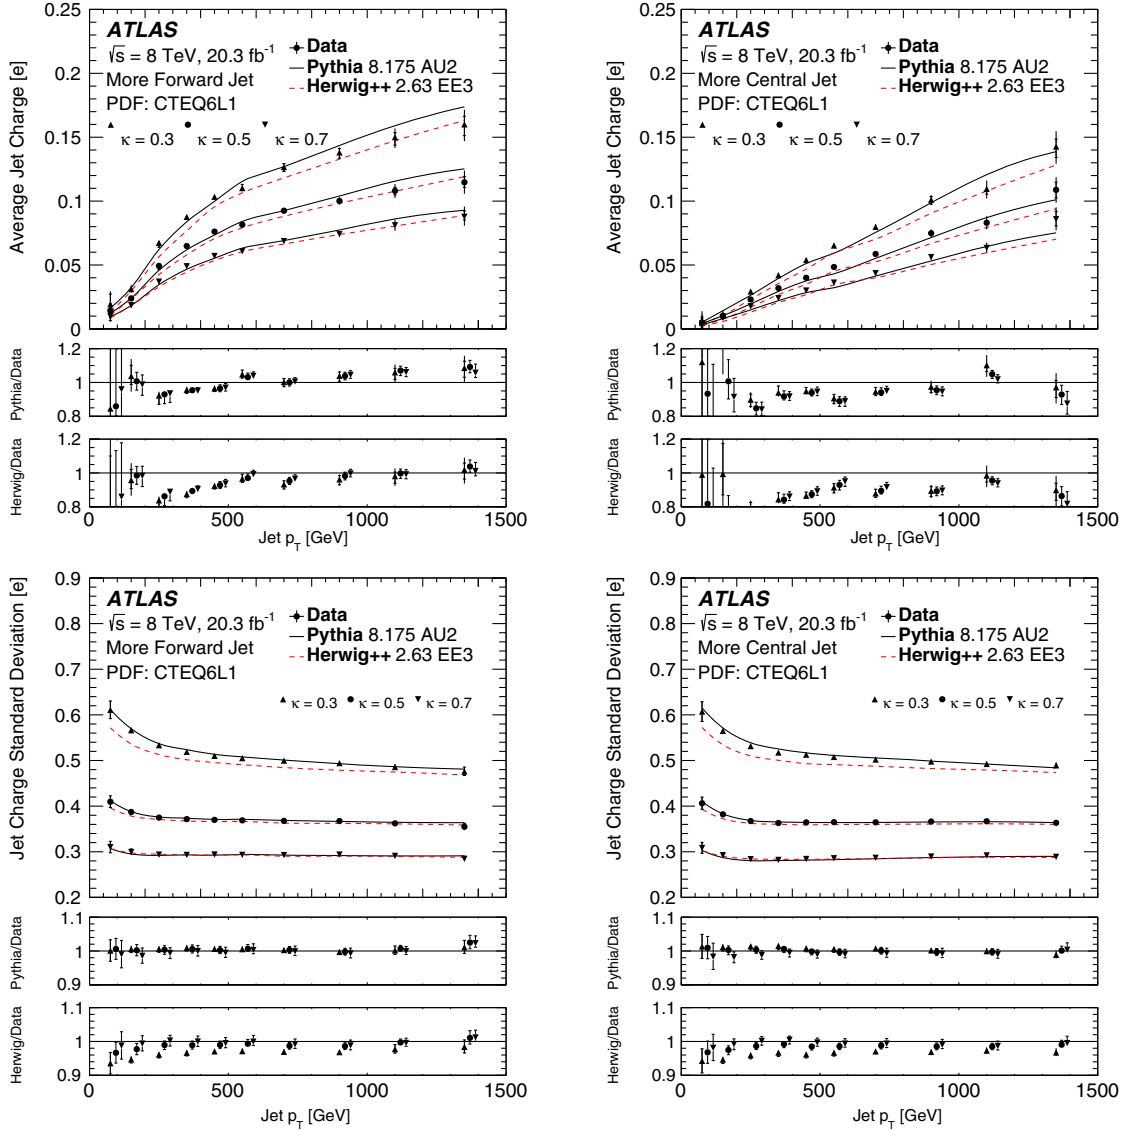 0.25
0.2
0.15
0.1
0.05
0
Average Jet Charge [e]
ATLAS
√s = 8 TeV, 20.3 fb⁻¹
More Forward Jet
PDF: CTEQ6L1
Data
Pythia 8.175 AU2
Herwig++ 2.63 EE3
κ = 0.3 κ = 0.5 κ = 0.7
1.2
1
0.8
Pythia/Data
1.2
1
0.8
Herwig/Data
0 500 1000 1500
Jet p_T [GeV]
0.25
0.2
0.15
0.1
0.05
0
Average Jet Charge [e]
ATLAS
√s = 8 TeV, 20.3 fb⁻¹
More Central Jet
PDF: CTEQ6L1
Data
Pythia 8.175 AU2
Herwig++ 2.63 EE3
κ = 0.3 κ = 0.5 κ = 0.7
1.2
1
0.8
Pythia/Data
1.2
1
0.8
Herwig/Data
0 500 1000 1500
Jet p_T [GeV]
0.9
0.8
0.7
0.6
0.5
0.4
0.3
0.2
Jet Charge Standard Deviation [e]
ATLAS
√s = 8 TeV, 20.3 fb⁻¹
More Forward Jet
PDF: CTEQ6L1
Data
Pythia 8.175 AU2
Herwig++ 2.63 EE3
κ = 0.3 κ = 0.5 κ = 0.7
1.1
1
0.9
Pythia/Data
1.1
1
0.9
Herwig/Data
0 500 1000 1500
Jet p_T [GeV]
0.9
0.8
0.7
0.6
0.5
0.4
0.3
0.2
Jet Charge Standard Deviation [e]
ATLAS
√s = 8 TeV, 20.3 fb⁻¹
More Central Jet
PDF: CTEQ6L1
Data
Pythia 8.175 AU2
Herwig++ 2.63 EE3
κ = 0.3 κ = 0.5 κ = 0.7
1.1
1
0.9
Pythia/Data
1.1
1
0.9
Herwig/Data
0 500 1000 1500
Jet p_T [GeV]